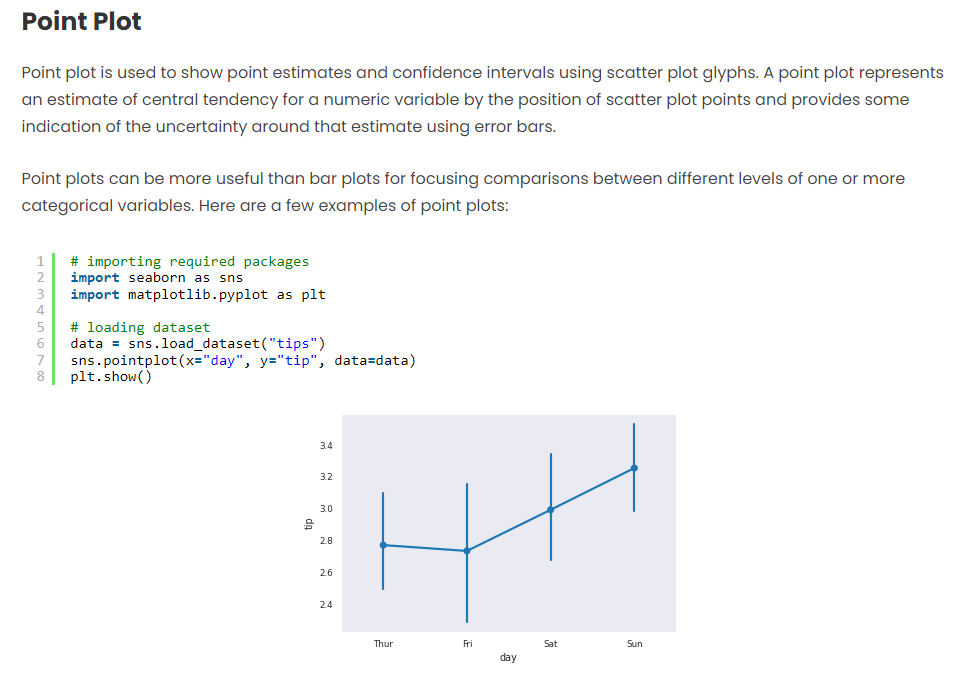 Point Plot
Point plot is used to show point estimates and confidence intervals using scatter plot glyphs. A point plot represents
an estimate of central tendency for a numeric variable by the position of scatter plot points and provides some
indication of the uncertainty around that estimate using error bars.
Point plots can be more useful than bar plots for focusing comparisons between different levels of one or more
categorical variables. Here are a few examples of point plots:
1 # importing required packages
2 import seaborn as sns
3 import matplotlib.pyplot as plt
4
5 # loading dataset
6 data = sns.load_dataset("tips")
7 sns.pointplot(x="day", y="tip", data=data)
8 plt.show()
3.4
3.2
3.0
tip
2.8
2.6
2.4
Thur Fri Sat Sun
day